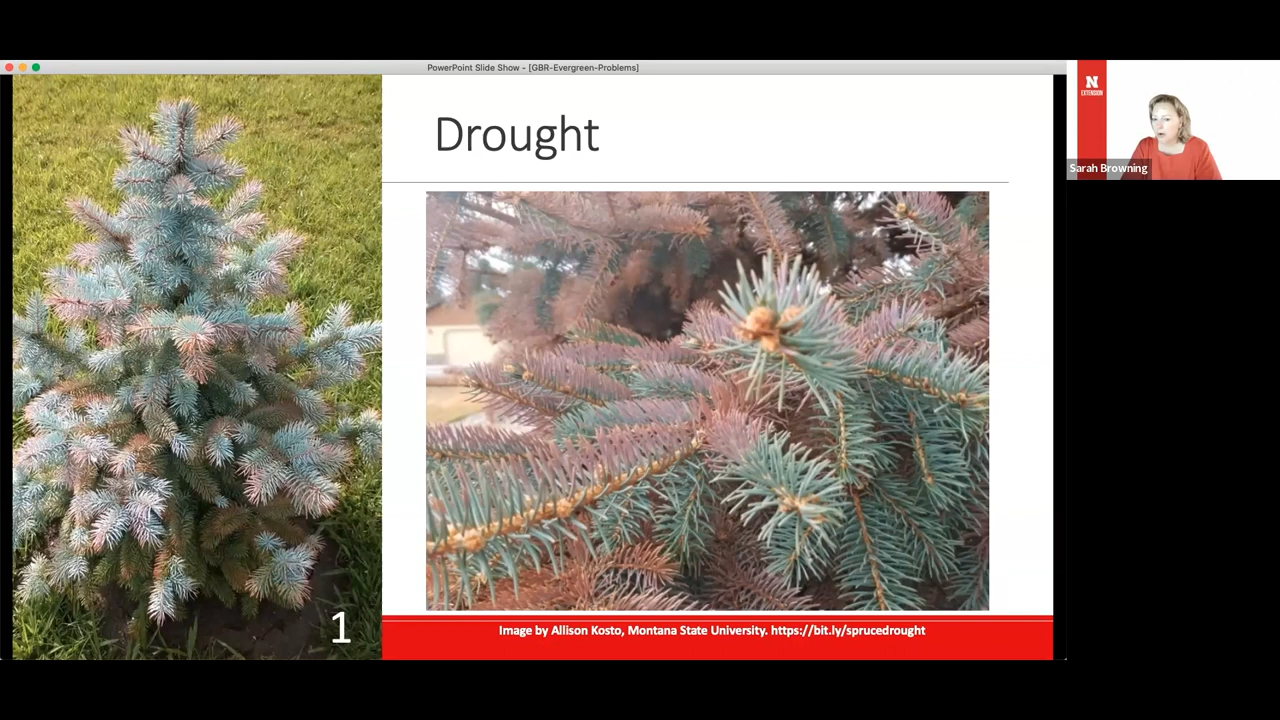 PowerPoint Slide Show - [GBR-Evergreen-Problems]
N
EXTENSION
Sarah Browning
Drought
1
Image by Allison Kosto, Montana State University. https://bit.ly/sprucedrought